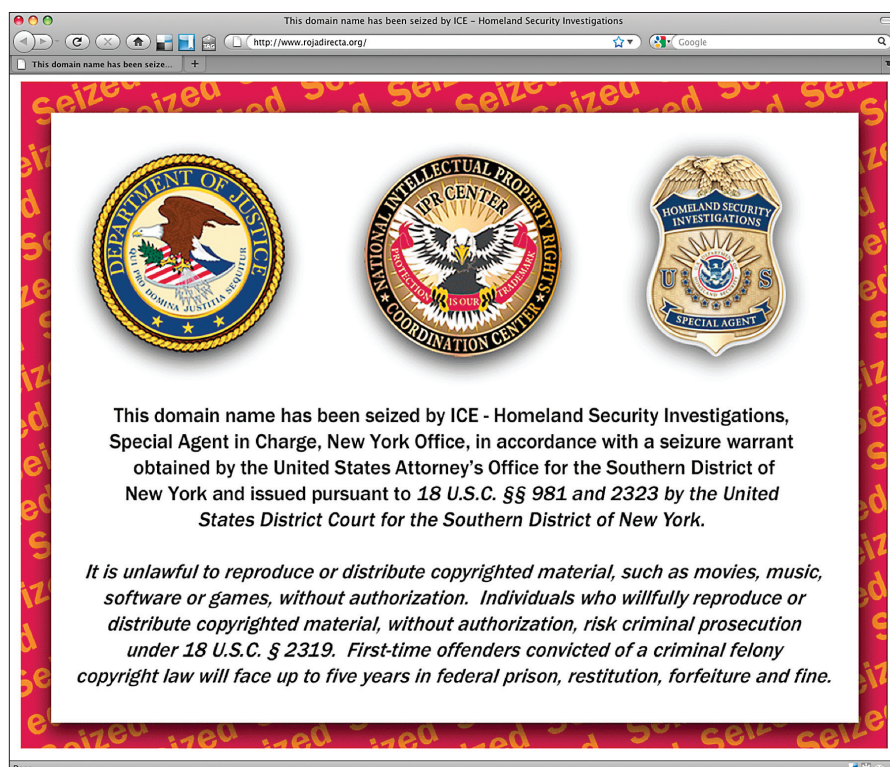 This domain name has been seized by ICE – Homeland Security Investigations
TAG
http://www.rojadirecta.org/
Google
This domain name has been seize...
+
Seized Seized Seized Seized Seized
DEPARTMENT OF JUSTICE
QUI PRO DOMINA JUSTITIA SEQUITUR
NATIONAL INTELLECTUAL PROPERTY RIGHTS
COORDINATION CENTER
IPR CENTER
PROTECTION IS OUR TRADEMARK
HOMELAND SECURITY
INVESTIGATIONS
U S
SPECIAL AGENT
This domain name has been seized by ICE - Homeland Security Investigations,
Special Agent in Charge, New York Office, in accordance with a seizure warrant
obtained by the United States Attorney's Office for the Southern District of
New York and issued pursuant to 18 U.S.C. §§ 981 and 2323 by the United
States District Court for the Southern District of New York.
It is unlawful to reproduce or distribute copyrighted material, such as movies, music,
software or games, without authorization. Individuals who willfully reproduce or
distribute copyrighted material, without authorization, risk criminal prosecution
under 18 U.S.C. § 2319. First-time offenders convicted of a criminal felony
copyright law will face up to five years in federal prison, restitution, forfeiture and fine.